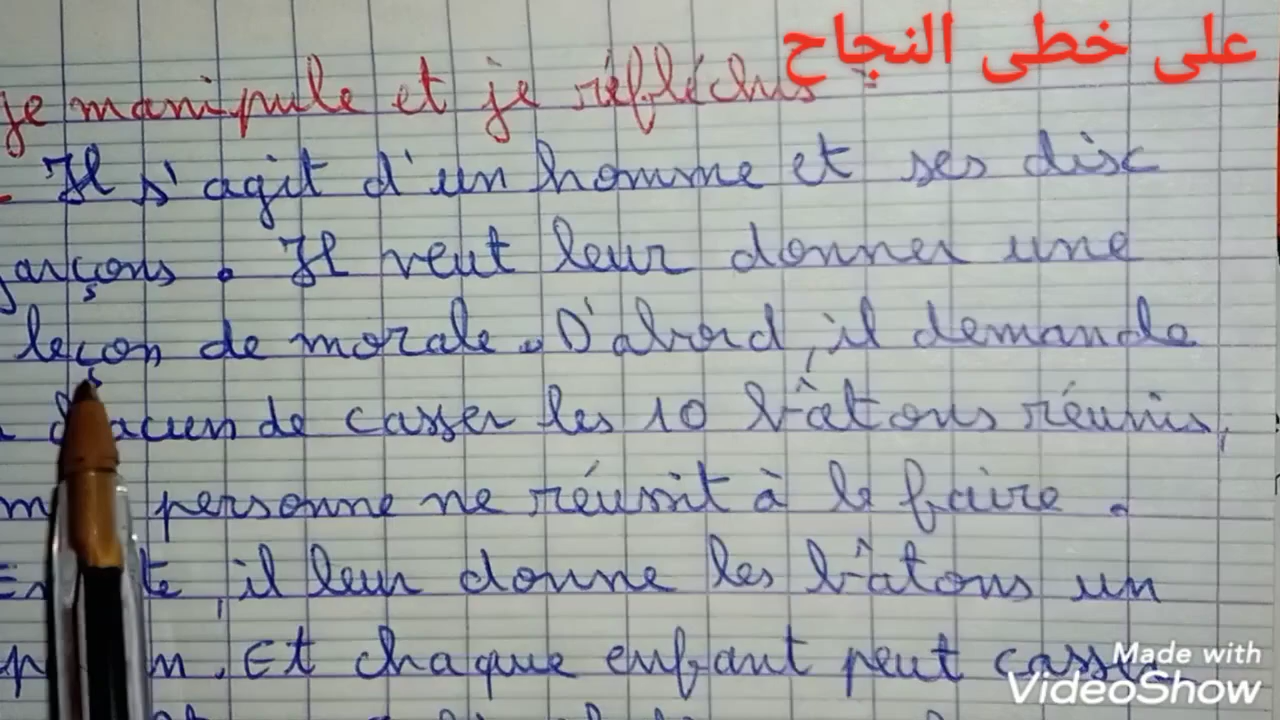 على خطى النجاح
je manipule et je réfléchis :
Il s'agit d'un homme et ses disc
garçons. Il veut leur donner une
leçon de morale. D'abord, il demande
de casser les 10 bâtons réunis,
personne ne réussit à le faire.
, il leur donne les bâtons un
. Et chaque enfant peut casse
Made with
VideoShow